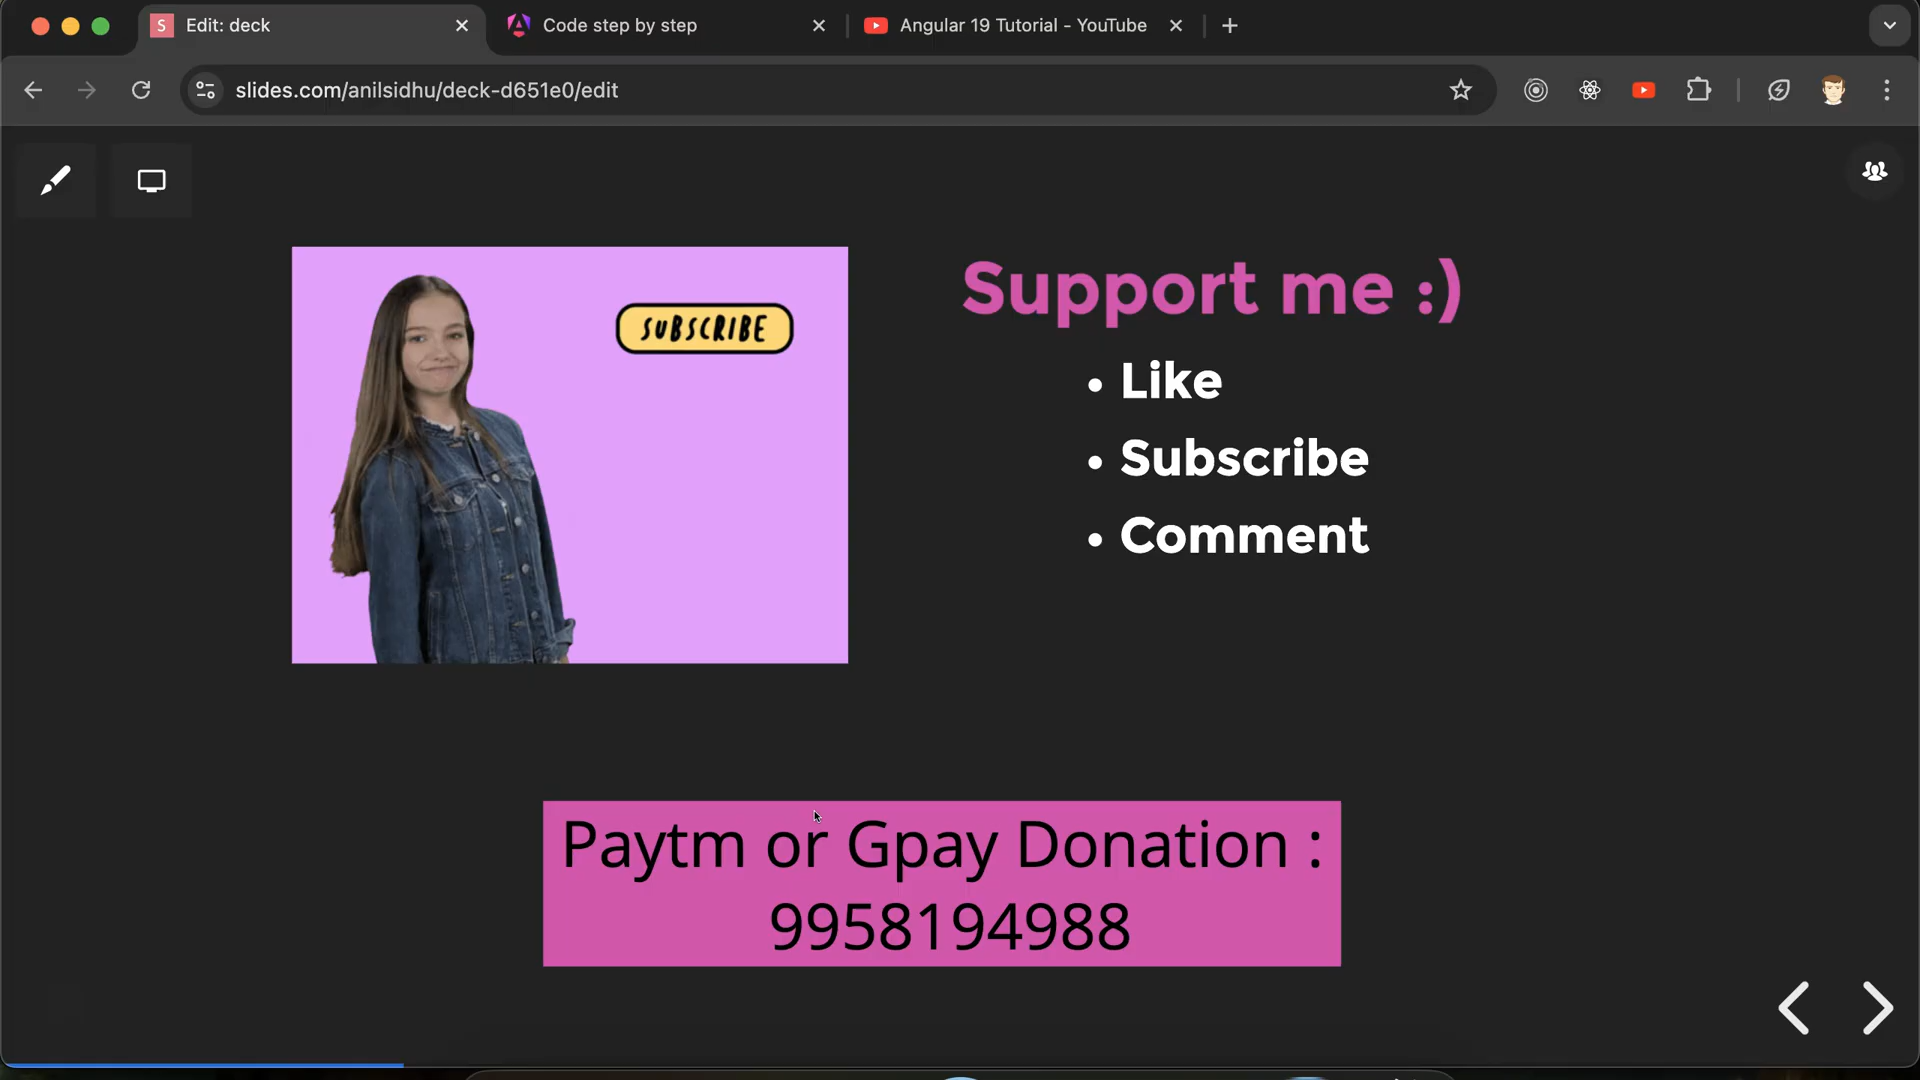 Edit: deck
Code step by step
Angular 19 Tutorial - YouTube
slides.com/anilsidhu/deck-d651e0/edit
SUBSCRIBE
Support me :)
• Like
• Subscribe
• Comment
Paytm or Gpay Donation :
9958194988